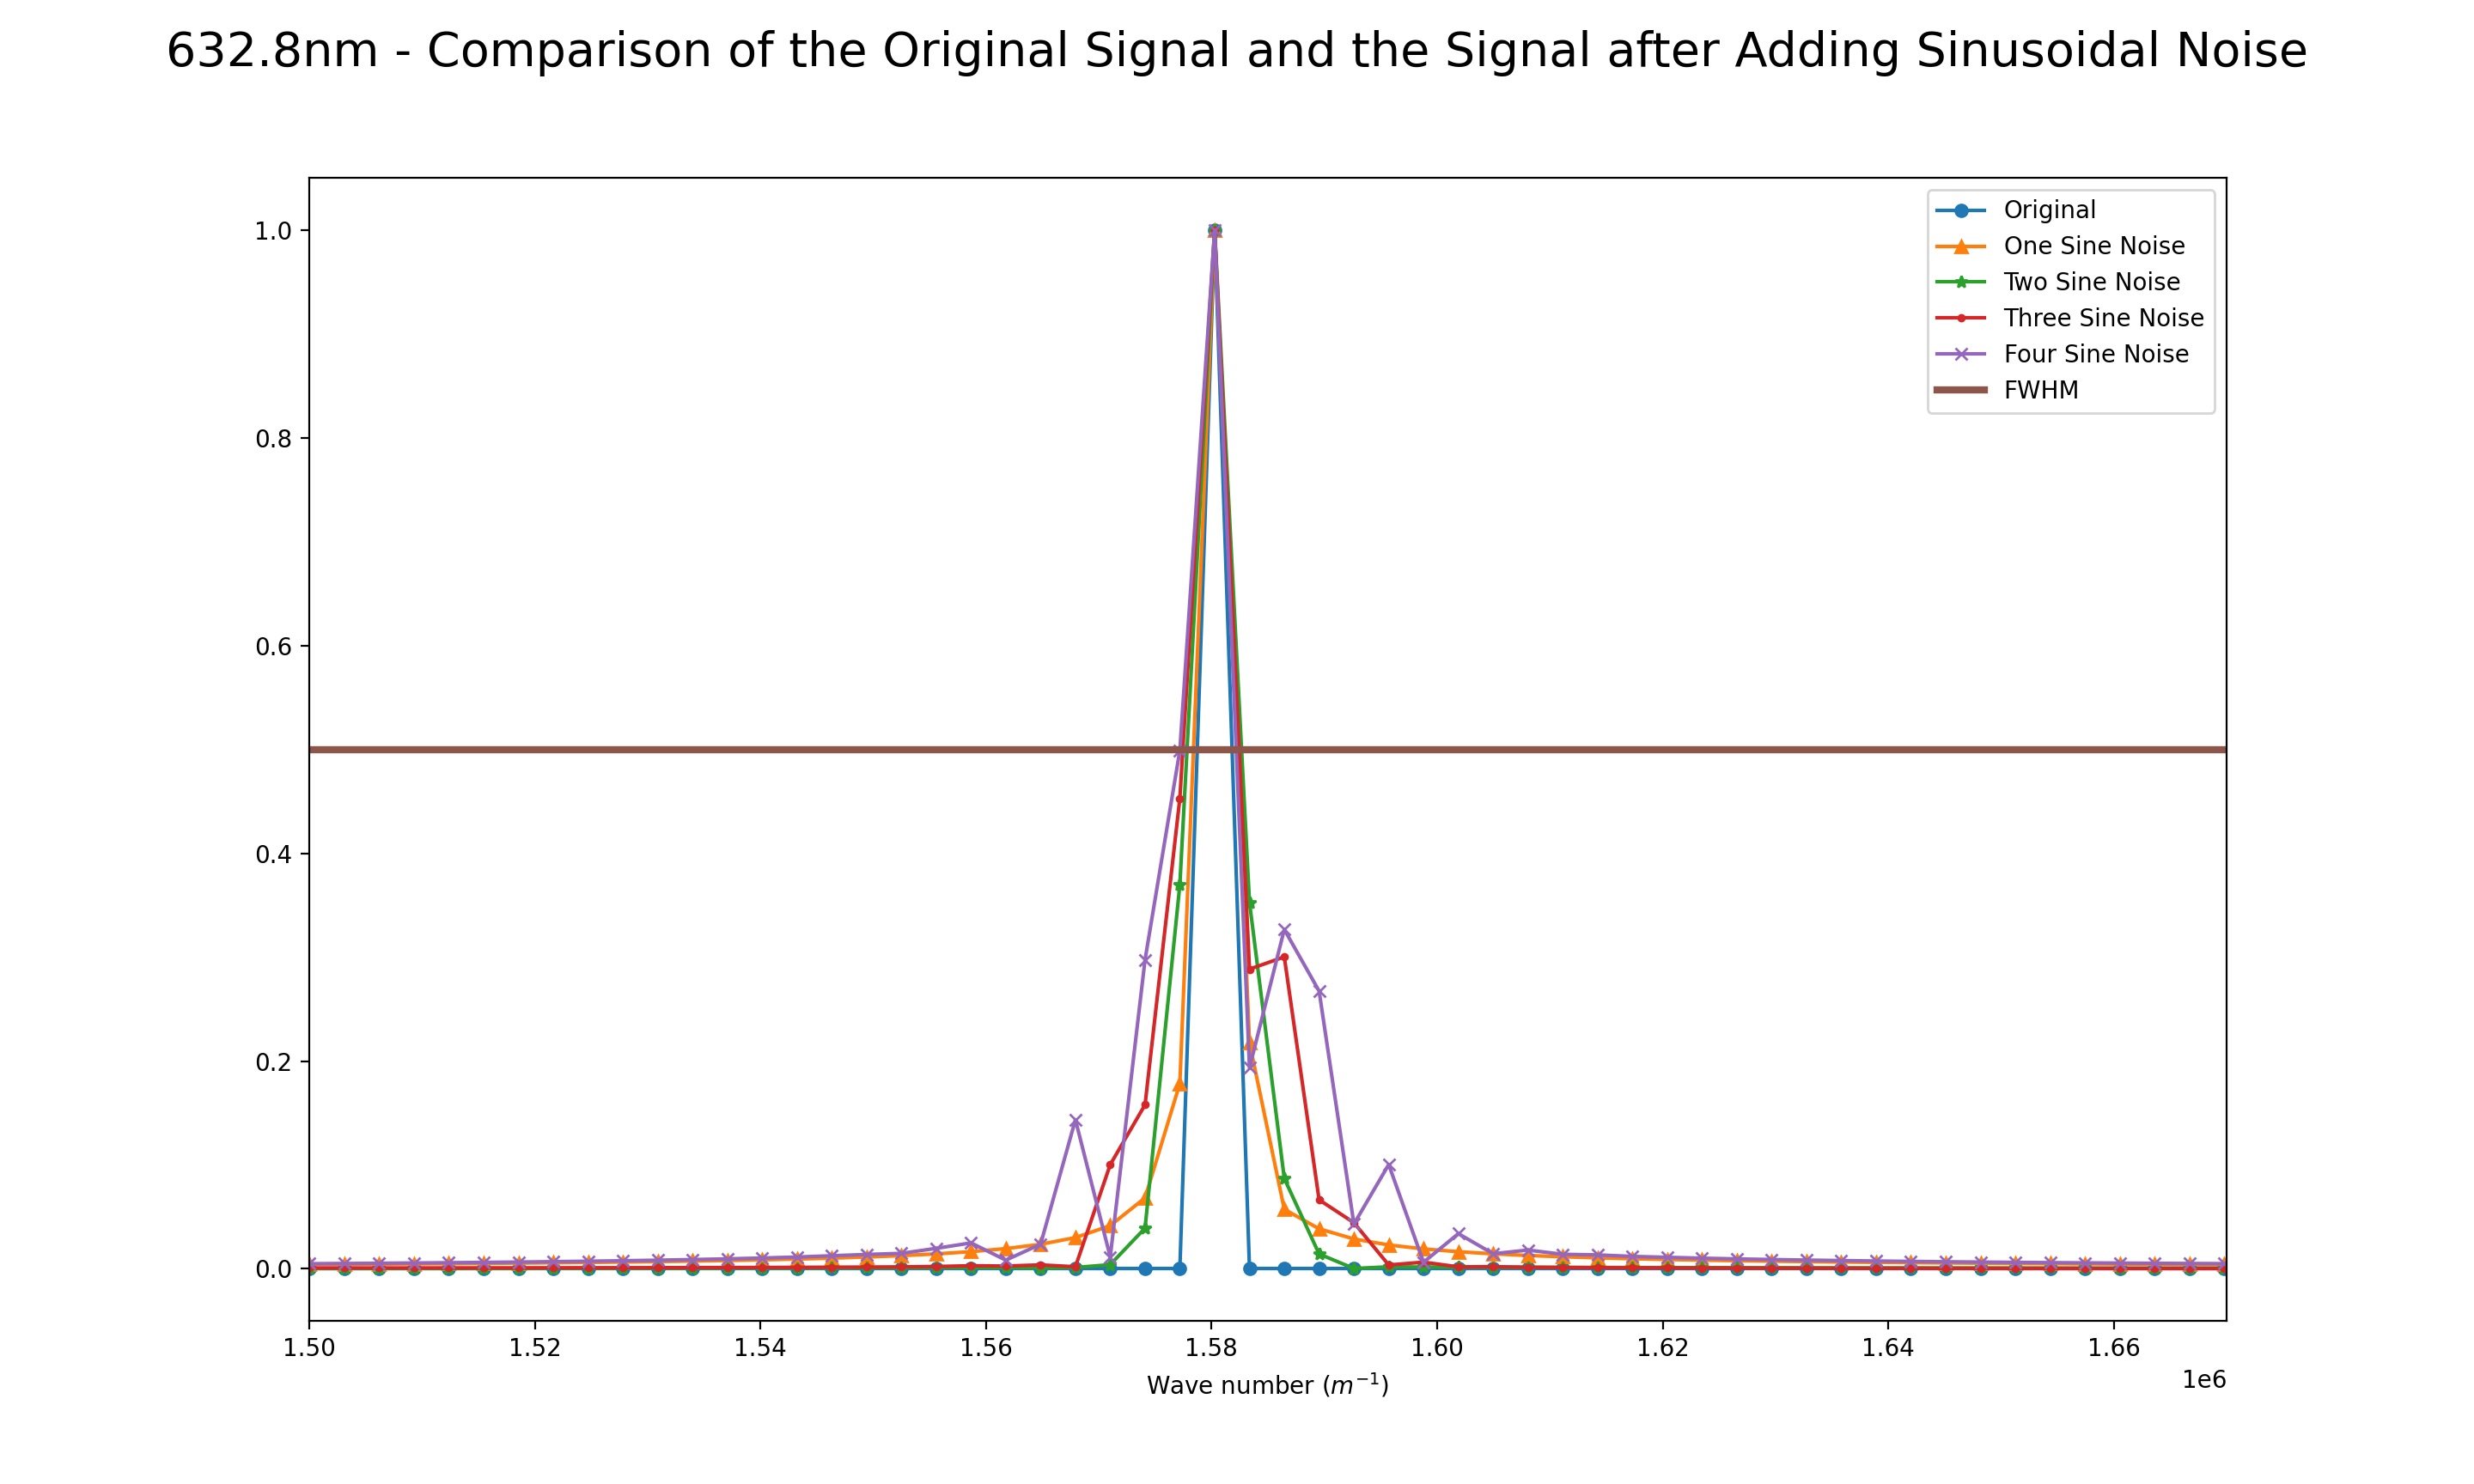 632.8nm - Comparison of the Original Signal and the Signal after Adding Sinusoidal Noise
Original
One Sine Noise
Two Sine Noise
Three Sine Noise
Four Sine Noise
FWHM
1.0
0.8
0.6
0.4
0.2
0.0
1.50 1.52 1.54 1.56 1.58 1.60 1.62 1.64 1.66
1e6
Wave number (m⁻¹)